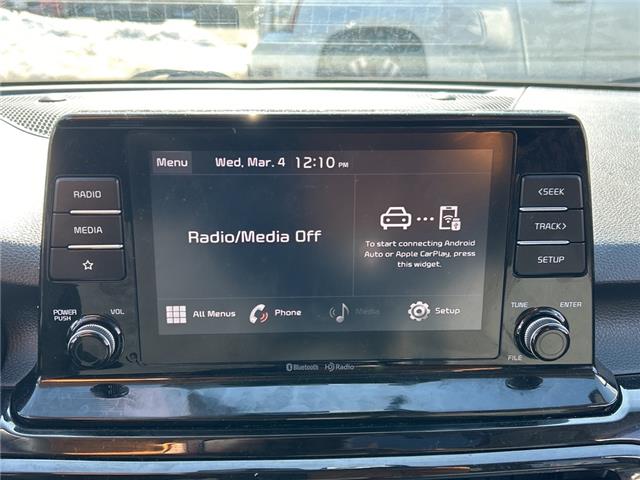 Menu Wed, Mar. 4 12:10 PM
RADIO
MEDIA
Radio/Media Off
To start connecting Android
Auto or Apple CarPlay, press
this widget.
<SEEK
TRACK>
SETUP
All Menus Phone Media Setup
POWER
PUSH
VOL
TUNE ENTER
FILE
Bluetooth HD Radio